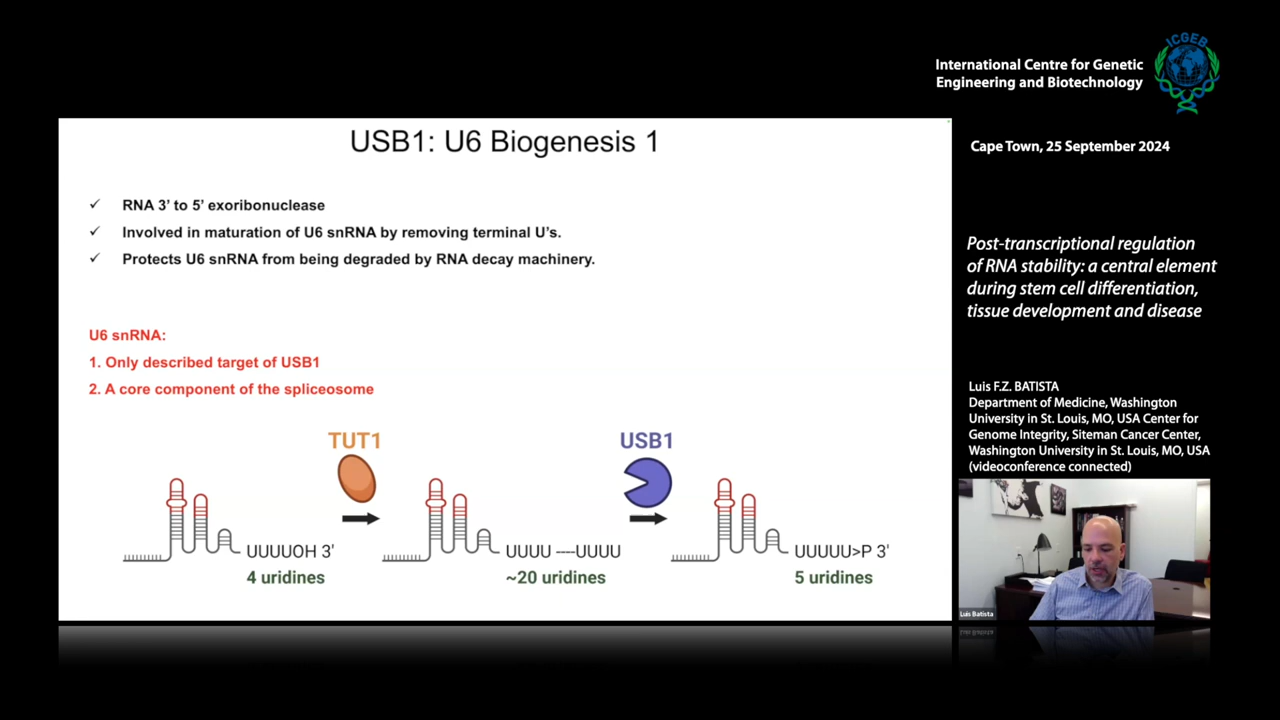 ICGEB
International Centre for Genetic
Engineering and Biotechnology
USB1: U6 Biogenesis 1
Cape Town, 25 September 2024
✓ RNA 3’ to 5’ exoribonuclease
✓ Involved in maturation of U6 snRNA by removing terminal U’s.
✓ Protects U6 snRNA from being degraded by RNA decay machinery.
Post-transcriptional regulation
of RNA stability: a central element
during stem cell differentiation,
tissue development and disease
U6 snRNA:
1. Only described target of USB1
2. A core component of the spliceosome
Luis F.Z. BATISTA
Department of Medicine, Washington
University in St. Louis, MO, USA Center for
Genome Integrity, Siteman Cancer Center,
Washington University in St. Louis, MO, USA
(videoconference connected)
TUT1
USB1
UUUUOH 3'
UUUU ----UUUU
UUUUU>P 3'
4 uridines
~20 uridines
5 uridines
Luis Batista